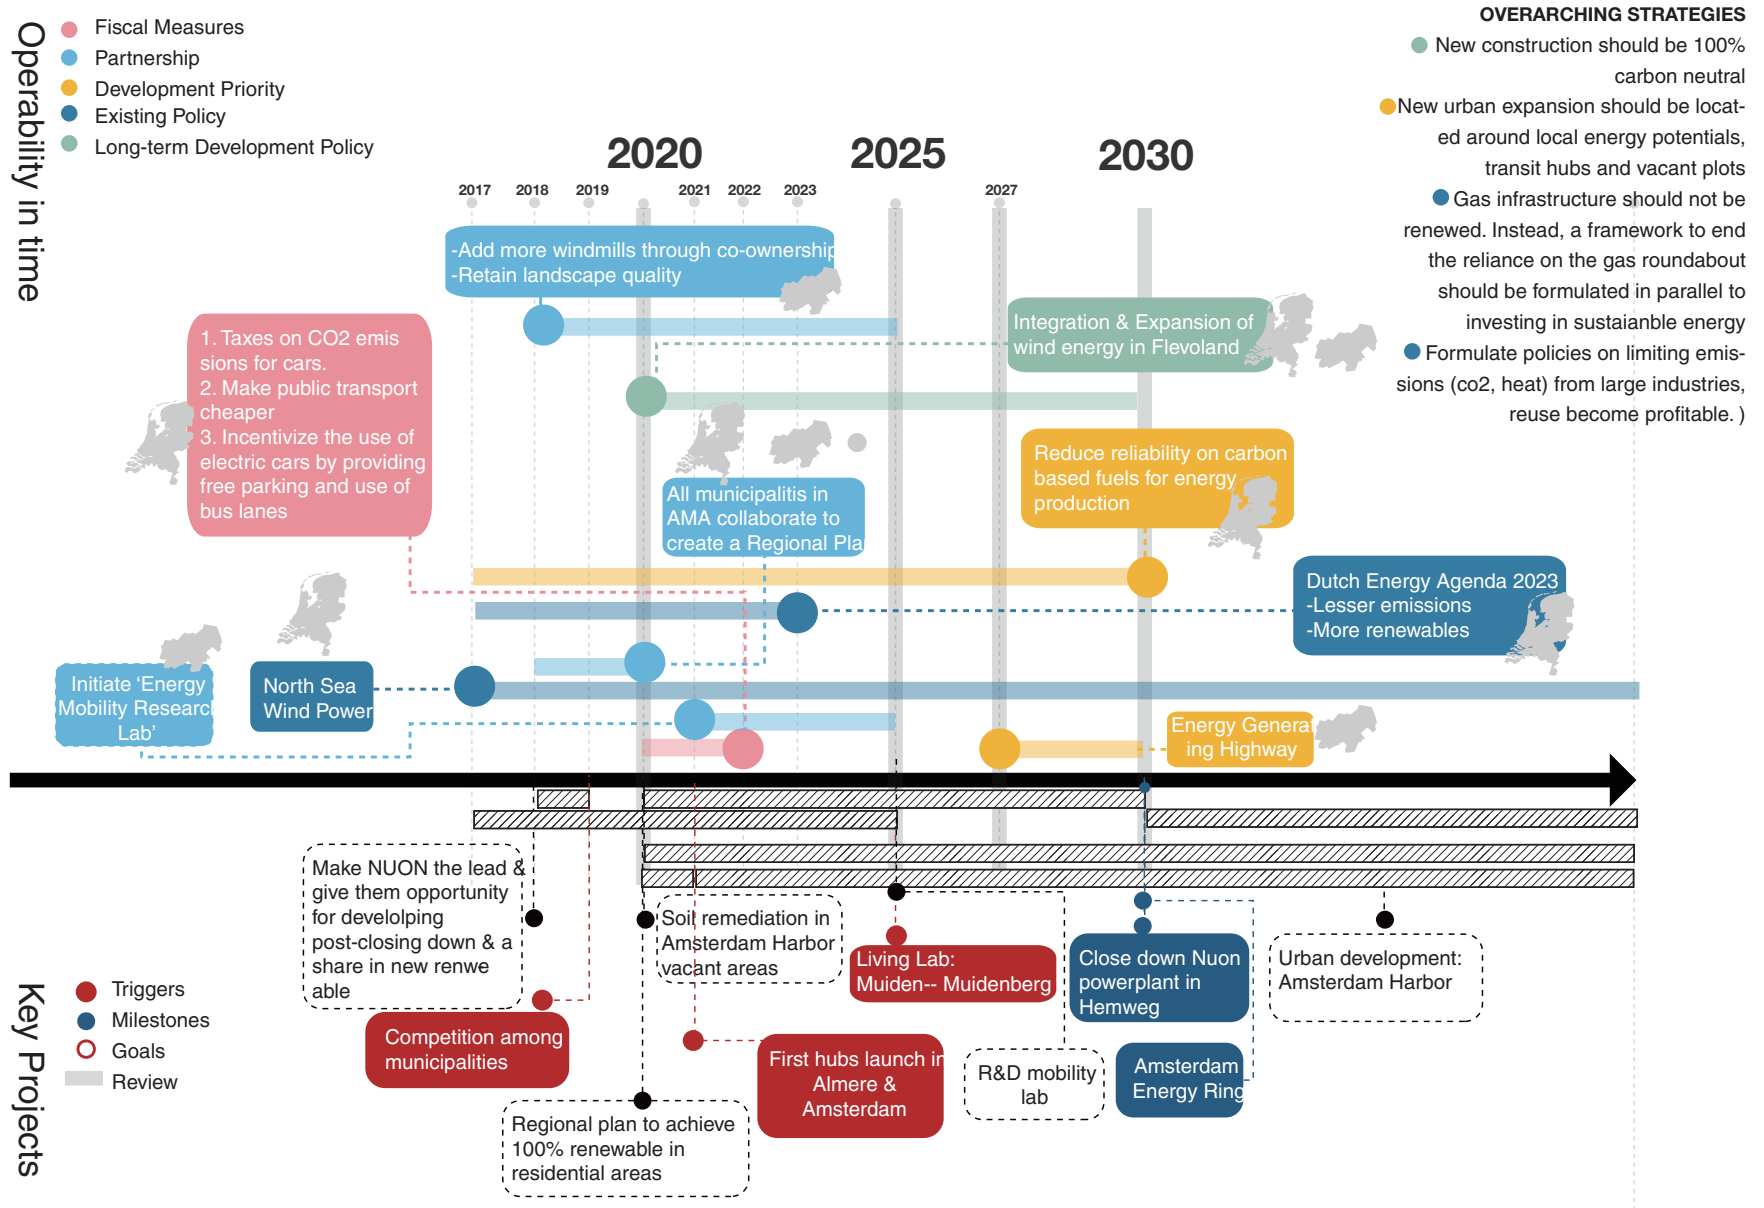 Operability in time
Fiscal Measures
Partnership
Development Priority
Existing Policy
Long-term Development Policy
OVERARCHING STRATEGIES
New construction should be 100%
carbon neutral
New urban expansion should be locat-
ed around local energy potentials,
transit hubs and vacant plots
Gas infrastructure should not be
renewed. Instead, a framework to end
the reliance on the gas roundabout
should be formulated in parallel to
investing in sustaianble energy
Formulate policies on limiting emis-
sions (co2, heat) from large industries,
reuse become profitable. )
2020
2025
2030
2017
2018
2019
2021
2022
2023
2027
-Add more windmills through co-ownership
-Retain landscape quality
Integration & Expansion of
wind energy in Flevoland
1. Taxes on CO2 emis
sions for cars.
2. Make public transport
cheaper
3. Incentivize the use of
electric cars by providing
free parking and use of
bus lanes
Reduce reliability on carbon
based fuels for energy
production
All municipalitis in
AMA collaborate to
create a Regional Pla
Dutch Energy Agenda 2023
-Lesser emissions
-More renewables
Initiate ‘Energy
Mobility Research
Lab’
North Sea
Wind Power
Energy Generat
ing Highway
Make NUON the lead &
give them opportunity
for develolping
post-closing down & a
share in new renwe
able
Soil remediation in
Amsterdam Harbor
vacant areas
Living Lab:
Muiden-- Muidenberg
Close down Nuon
powerplant in
Hemweg
Urban development:
Amsterdam Harbor
Key Projects
Triggers
Milestones
Goals
Review
Competition among
municipalities
First hubs launch in
Almere &
Amsterdam
R&D mobility
lab
Amsterdam
Energy Ring
Regional plan to achieve
100% renewable in
residential areas